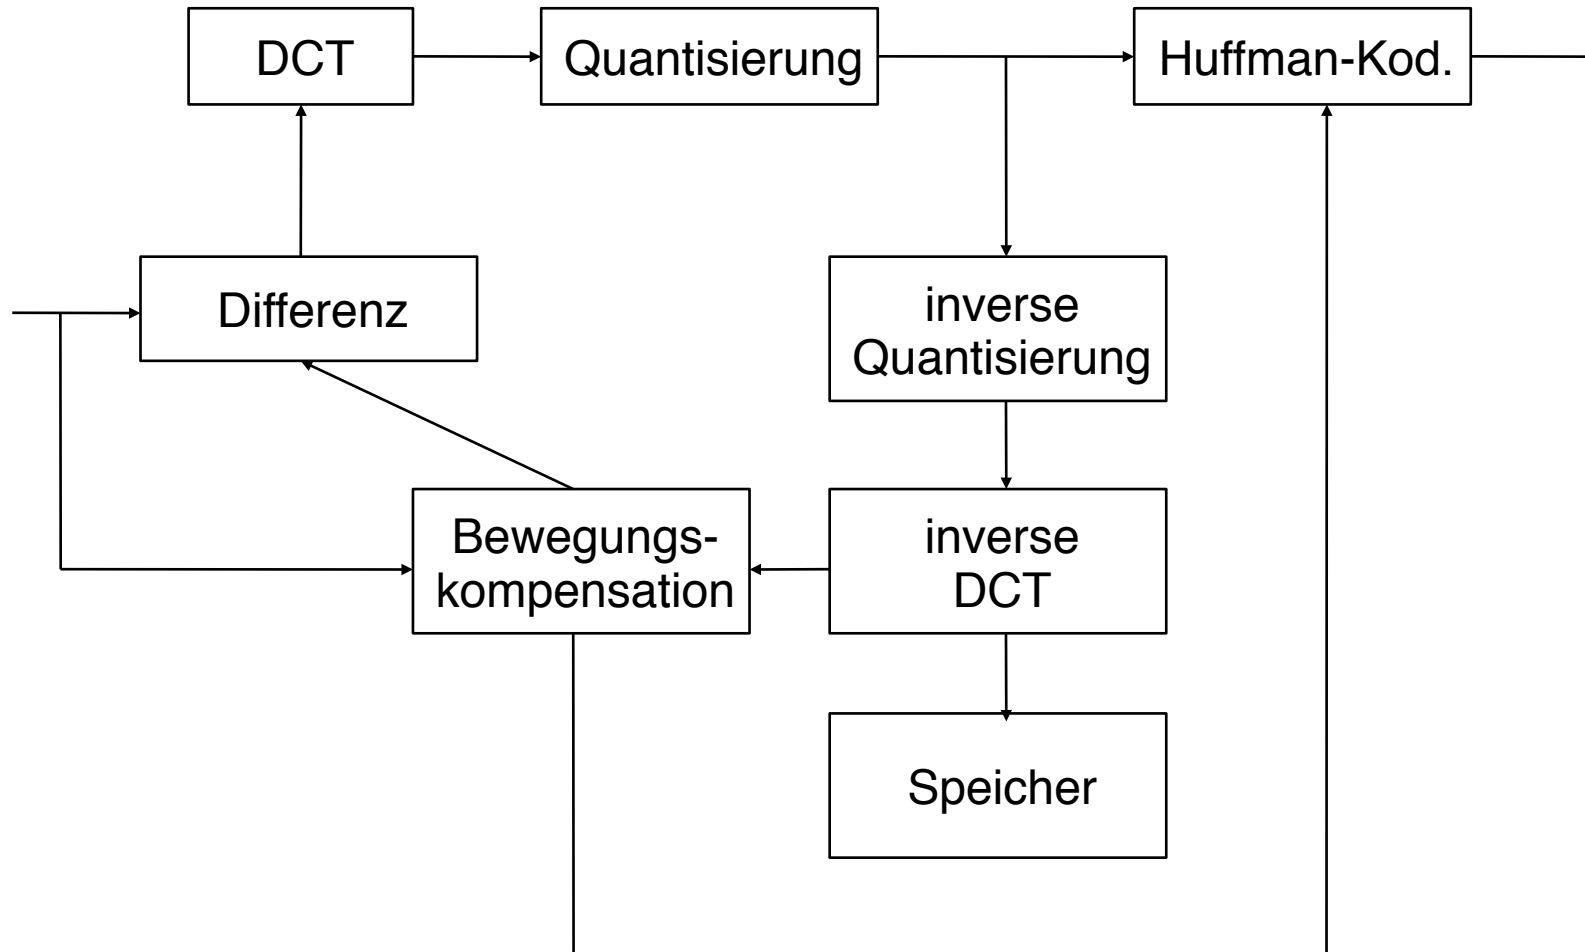 DCT
Quantisierung
Huffman-Kod.
Differenz
inverse
Quantisierung
Bewegungs-
kompensation
inverse
DCT
Speicher